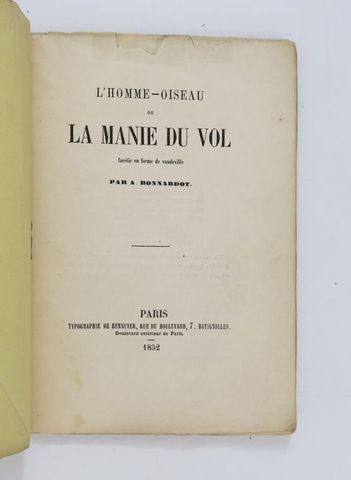 L'HOMME-OISEAU
OU
LA MANIE DU VOL
facétie en forme de vaudeville
PAR A. BONNARDOT.
PARIS
TYPOGRAPHIE DE HENNUYER, RUE DU BOULEVARD, 7. BATIGNOLLES.
Boulevard extérieur de Paris.
1852